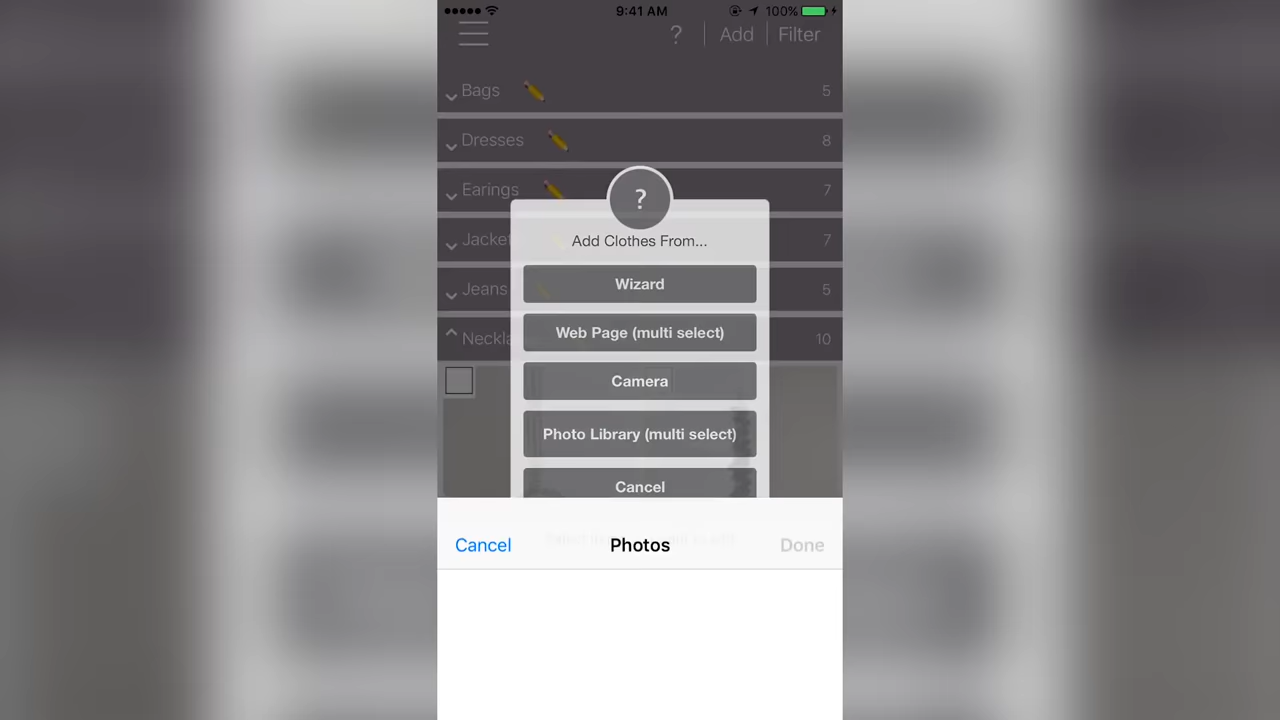 9:41 AM 100%
? Add Filter
Bags 5
Dresses 8
Earings 7
?
Jacket 7
Add Clothes From...
Wizard
Jeans 5
Web Page (multi select)
Neckla 10
Camera
Photo Library (multi select)
Cancel
Cancel Photos Done